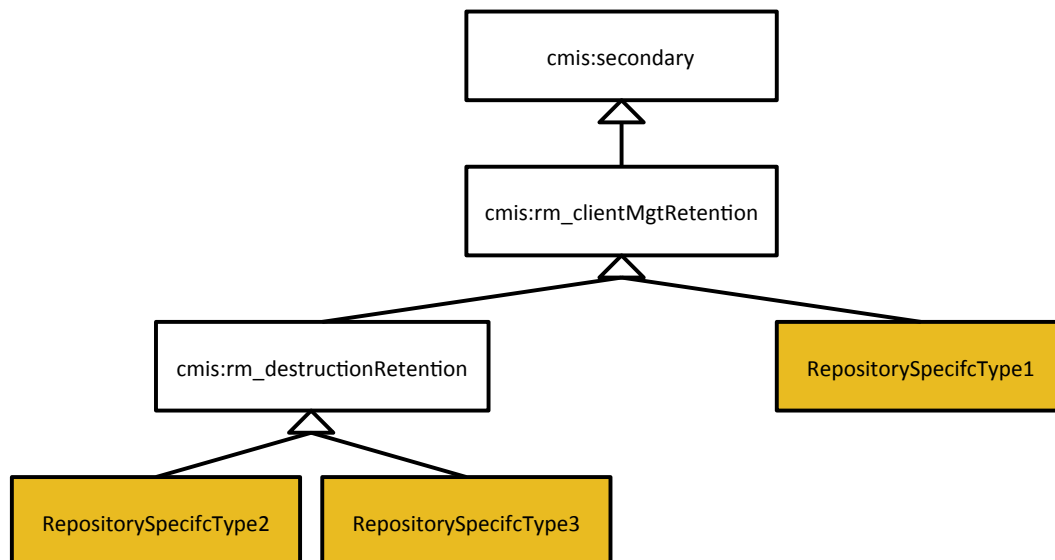 cmis:secondary
cmis:rm_clientMgtRetention
cmis:rm_destructionRetention
RepositorySpecifcType1
RepositorySpecifcType2
RepositorySpecifcType3